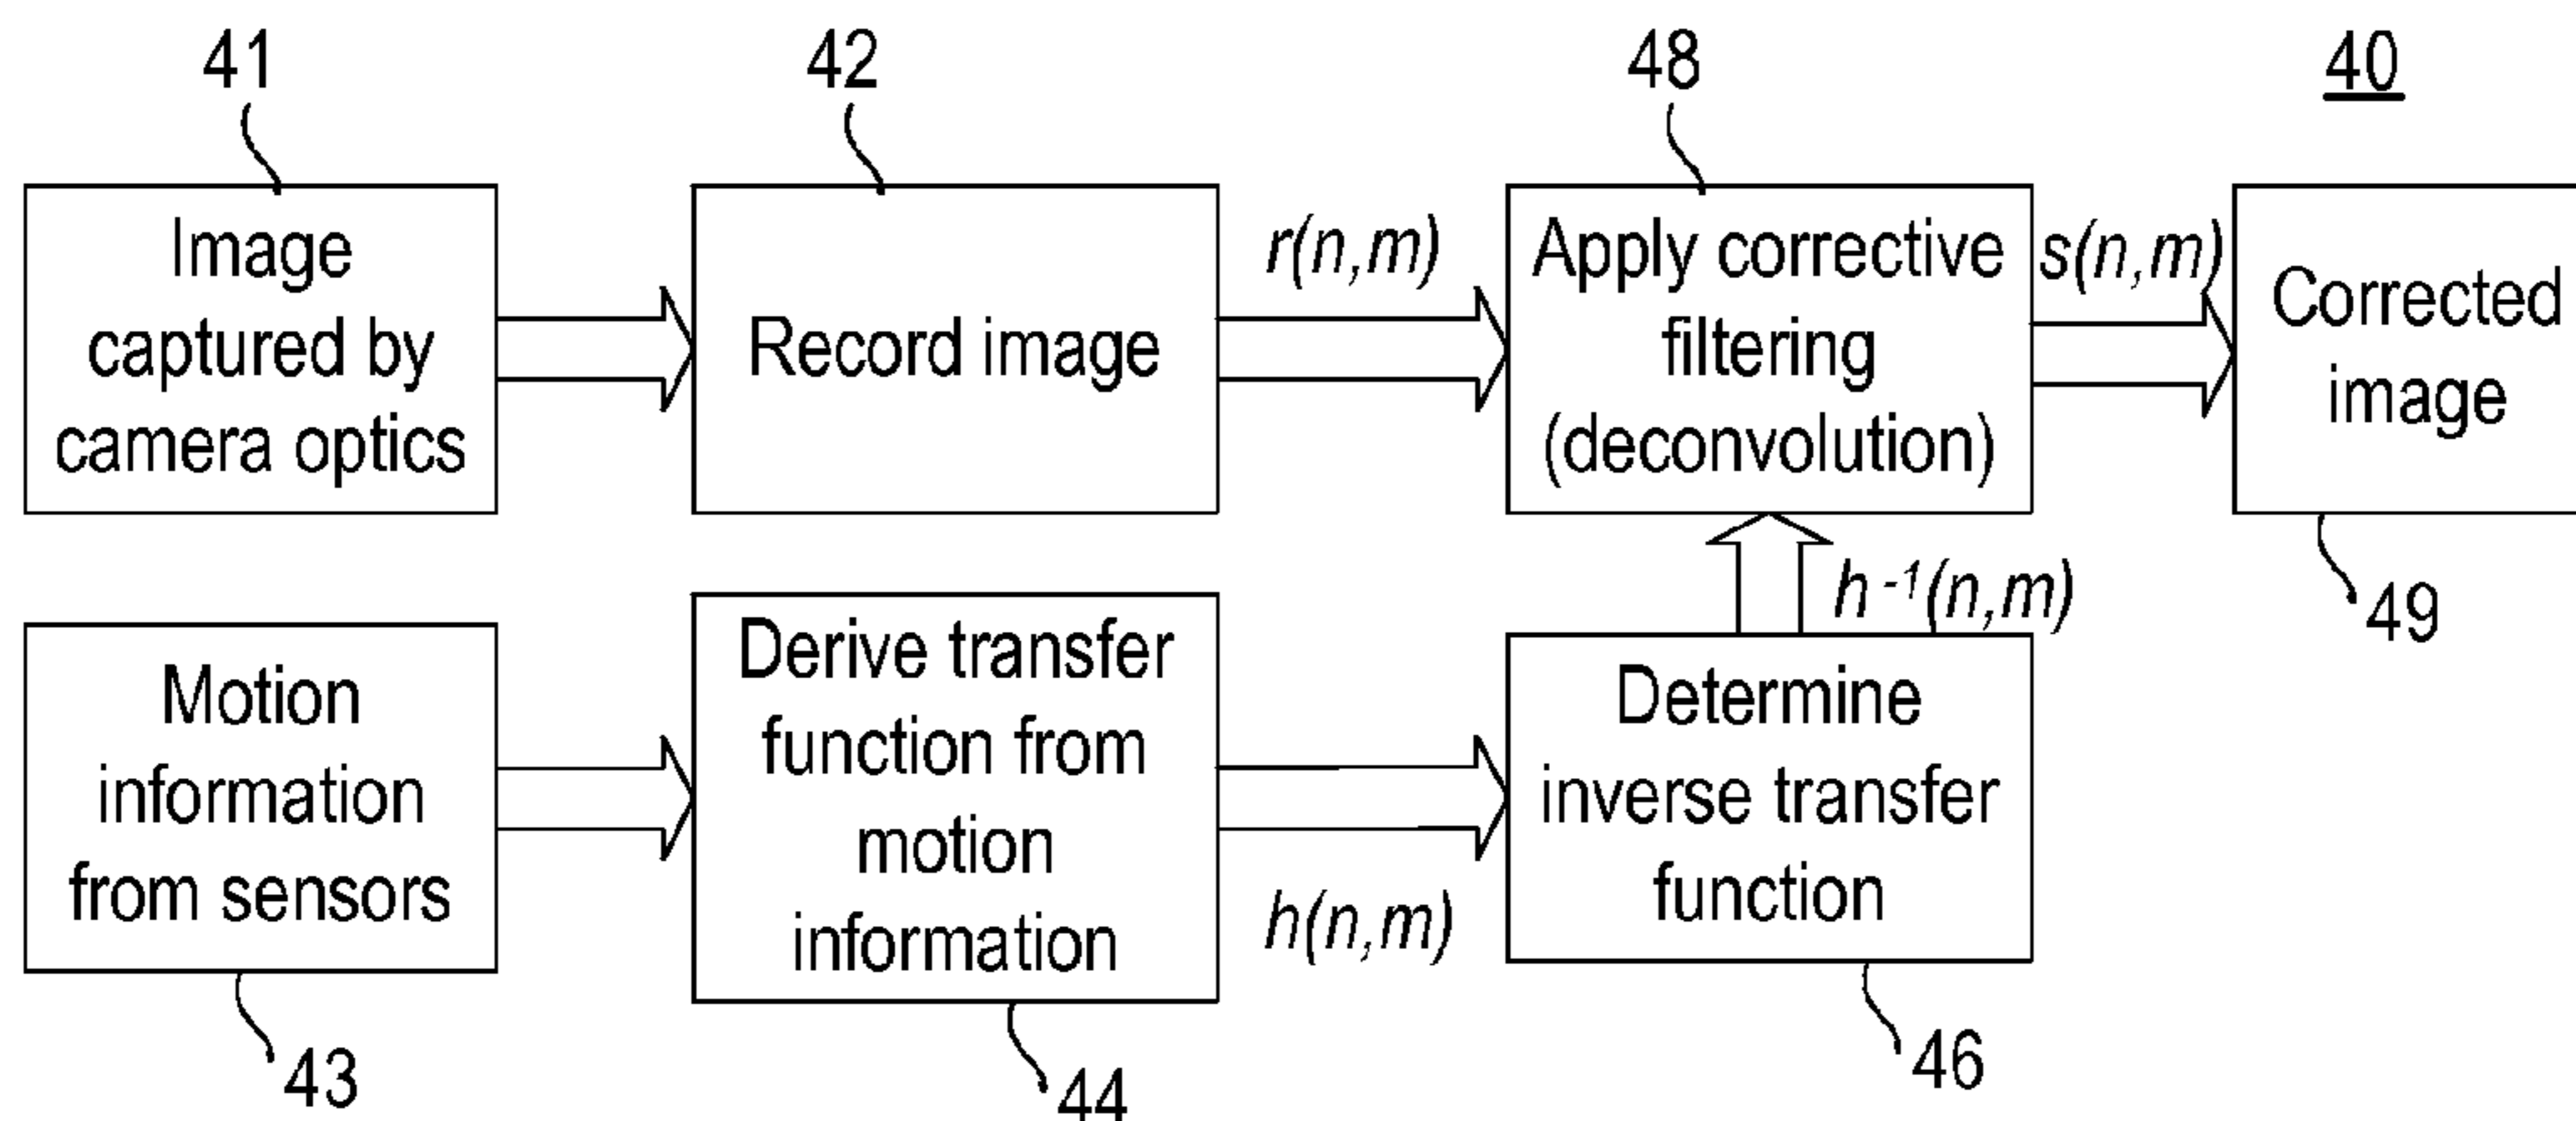 41
42
48
40
Image
captured by
camera optics
Record image
r(n,m)
Apply corrective
filtering
(deconvolution)
s(n,m)
Corrected
image
49
Motion
information
from sensors
43
Derive transfer
function from
motion
information
44
h(n,m)
h⁻¹(n,m)
Determine
inverse transfer
function
46